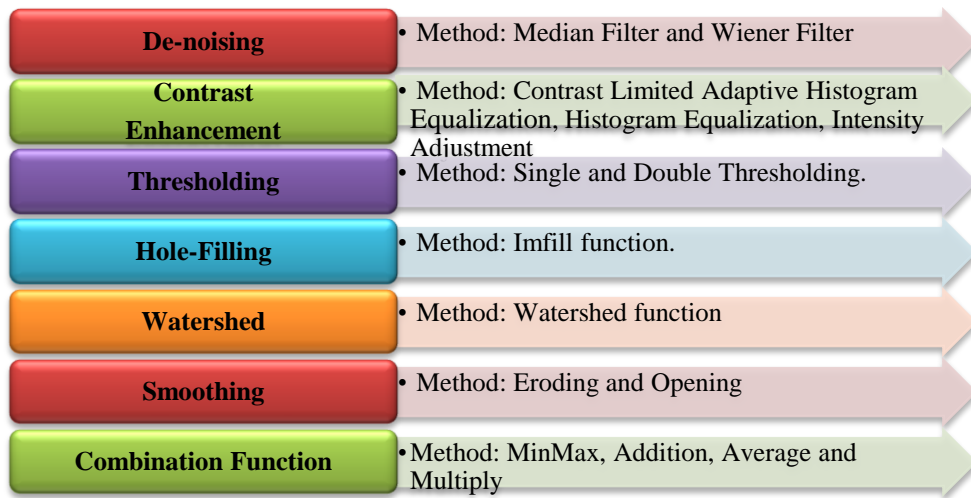 De-noising
• Method: Median Filter and Wiener Filter
Contrast
Enhancement
• Method: Contrast Limited Adaptive Histogram
Equalization, Histogram Equalization, Intensity
Adjustment
Thresholding
• Method: Single and Double Thresholding.
Hole-Filling
• Method: Imfill function.
Watershed
• Method: Watershed function
Smoothing
• Method: Eroding and Opening
Combination Function
•Method: MinMax, Addition, Average and
Multiply